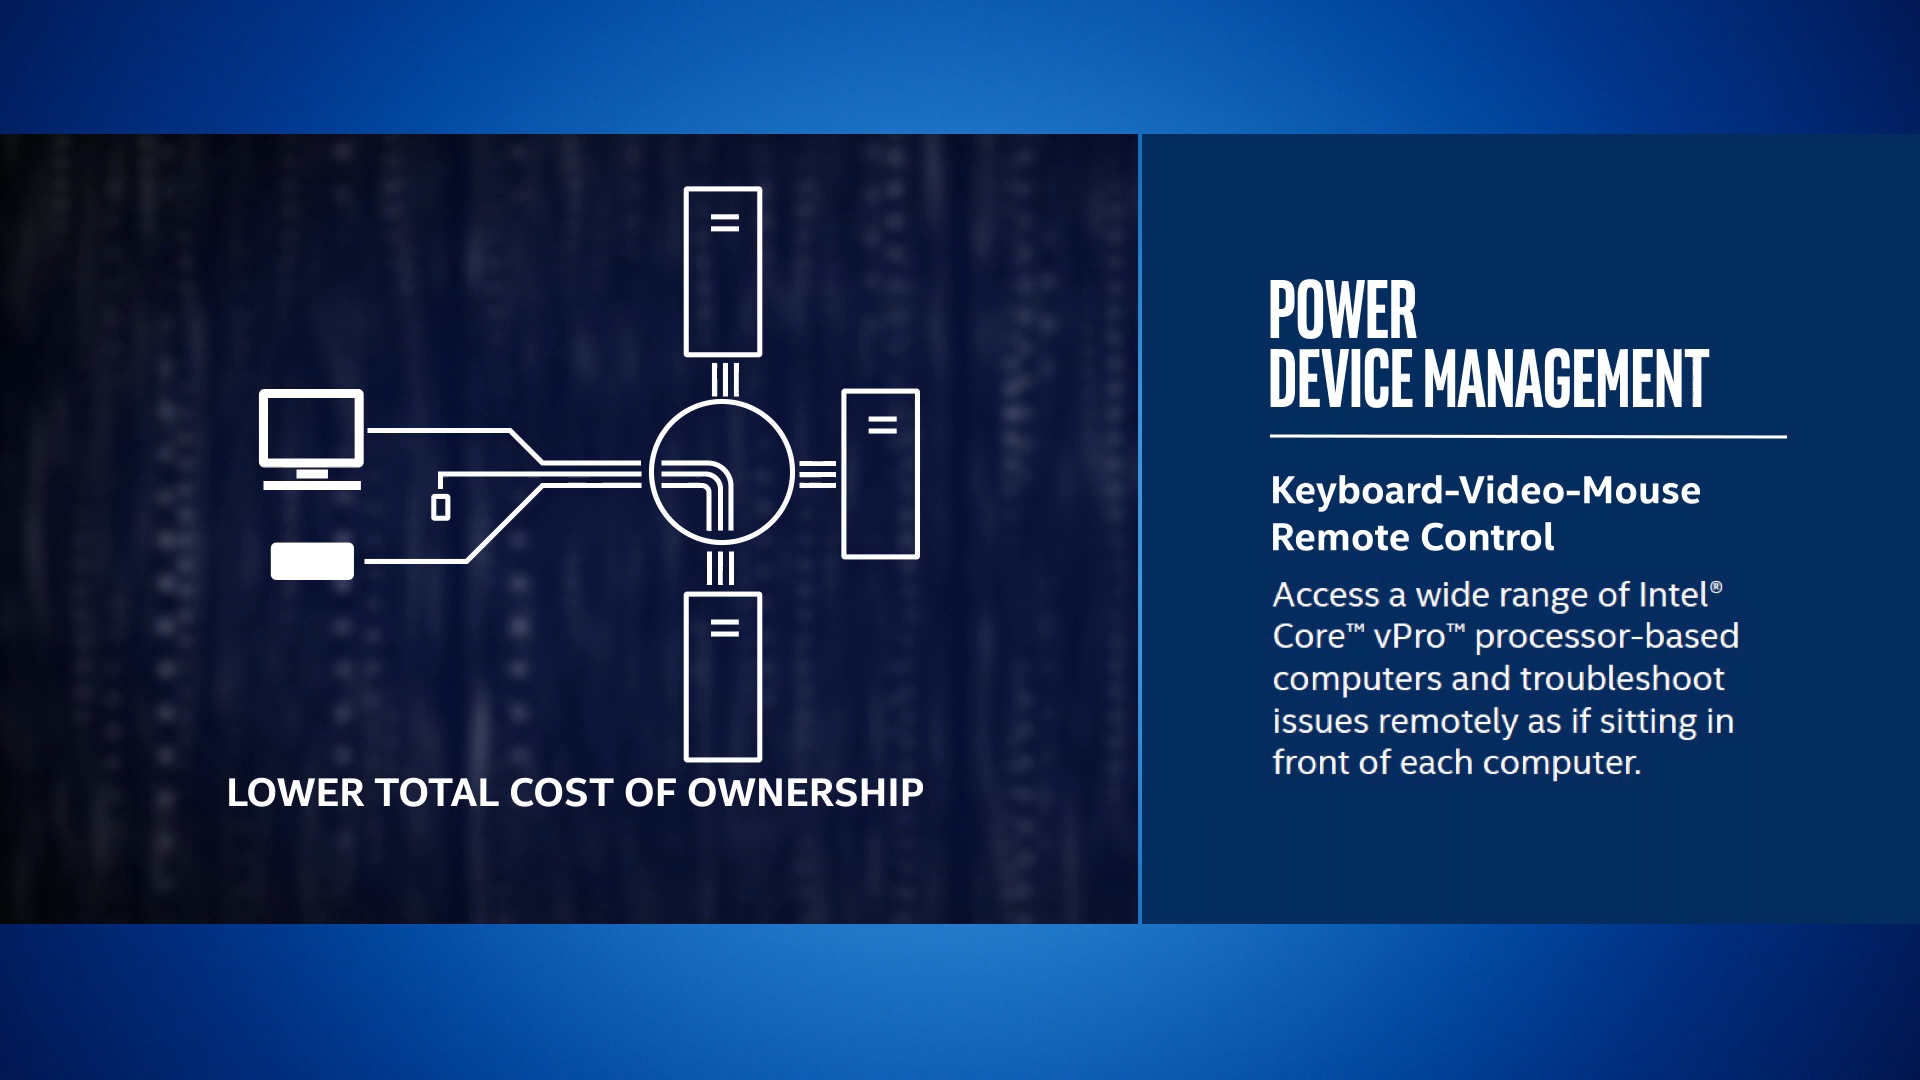 LOWER TOTAL COST OF OWNERSHIP
POWER
DEVICE MANAGEMENT
Keyboard-Video-Mouse
Remote Control
Access a wide range of Intel®
Core™ vPro™ processor-based
computers and troubleshoot
issues remotely as if sitting in
front of each computer.